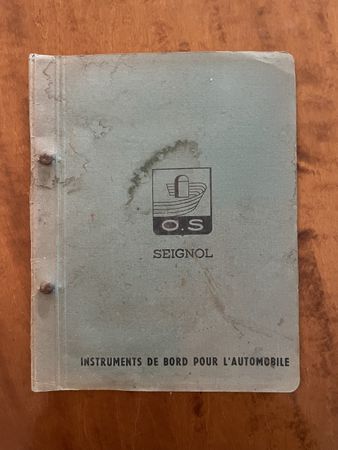 O.S
SEIGNOL
INSTRUMENTS DE BORD POUR L'AUTOMOBILE